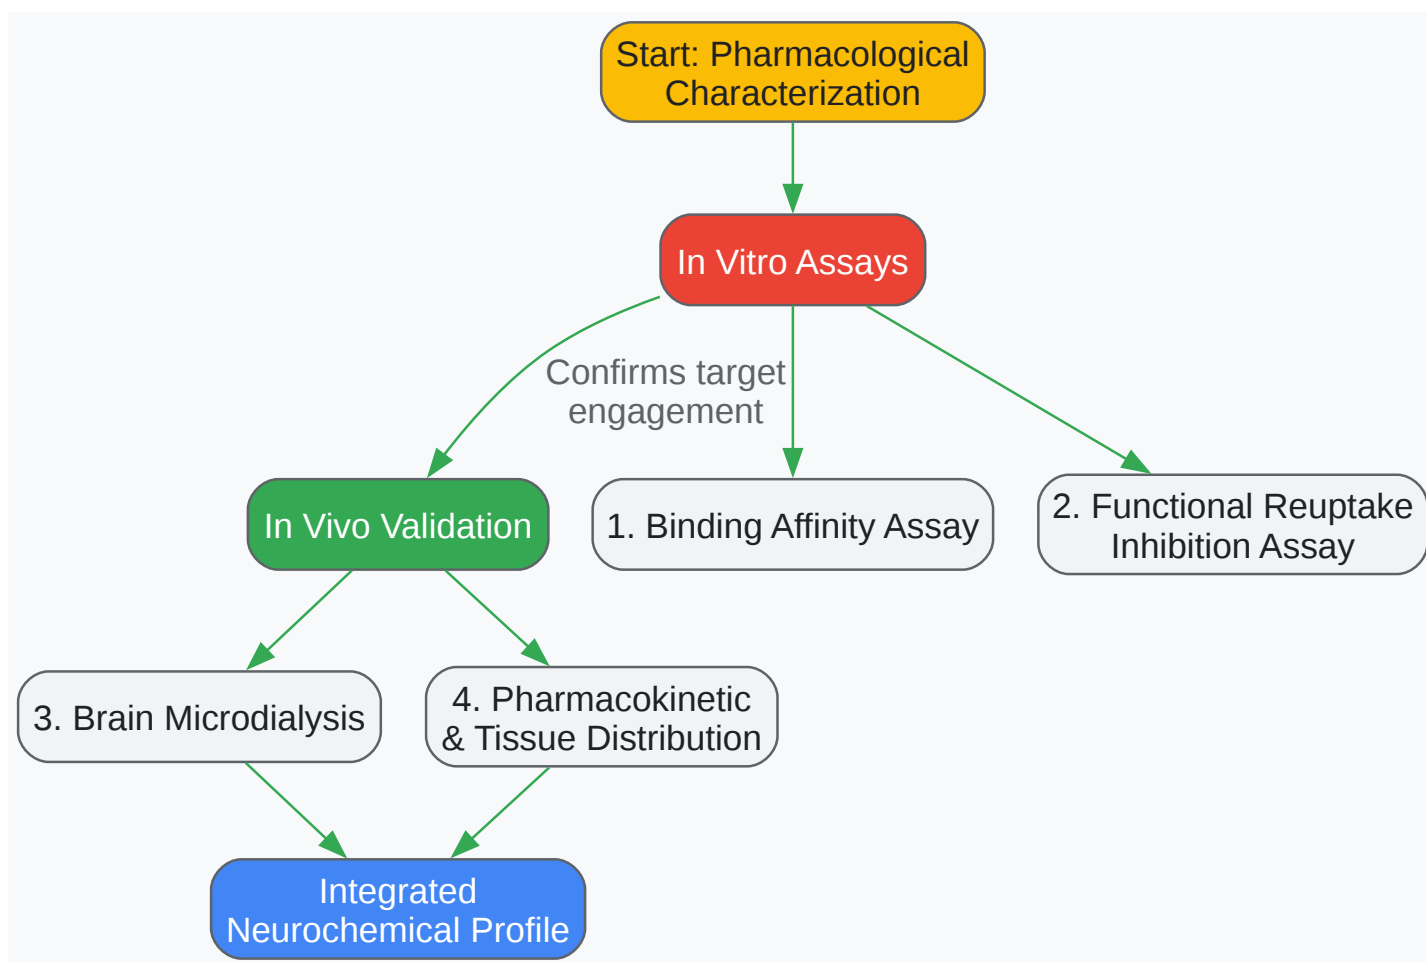 Start: Pharmacological
Characterization
In Vitro Assays
Confirms target
engagement
In Vivo Validation
1. Binding Affinity Assay
2. Functional Reuptake
Inhibition Assay
3. Brain Microdialysis
4. Pharmacokinetic
& Tissue Distribution
Integrated
Neurochemical Profile